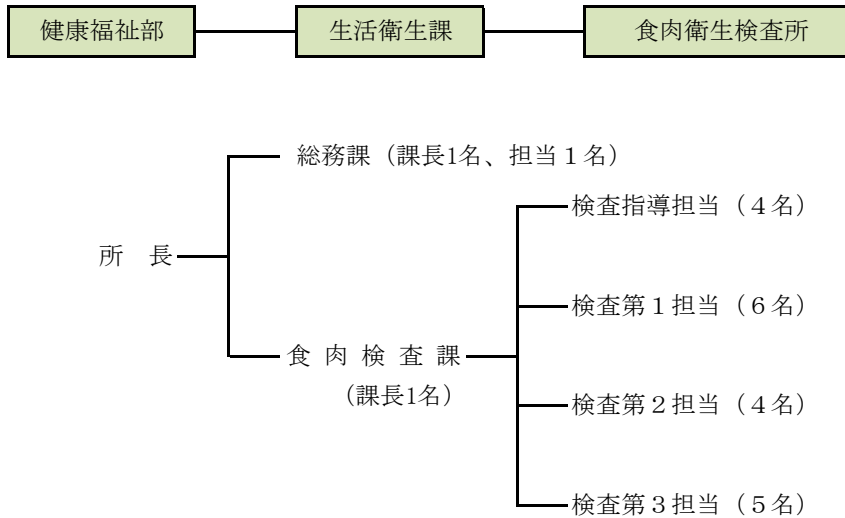 健康福祉部 生活衛生課 食肉衛生検査所
総務課（課長1名、担当１名）
検査指導担当（４名）
所　長
検査第１担当（６名）
食 肉 検 査 課
（課長1名）
検査第２担当（４名）
検査第３担当（５名）